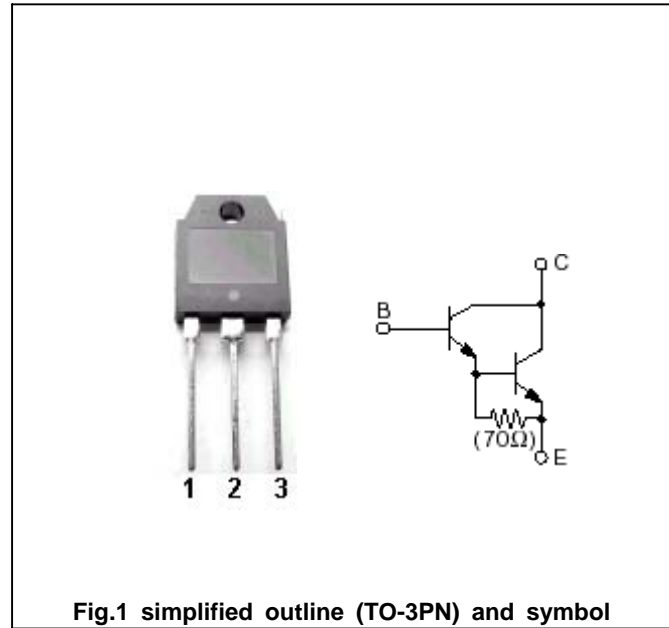 C
B
(70Ω)
E
1 2 3
Fig.1 simplified outline (TO-3PN) and symbol